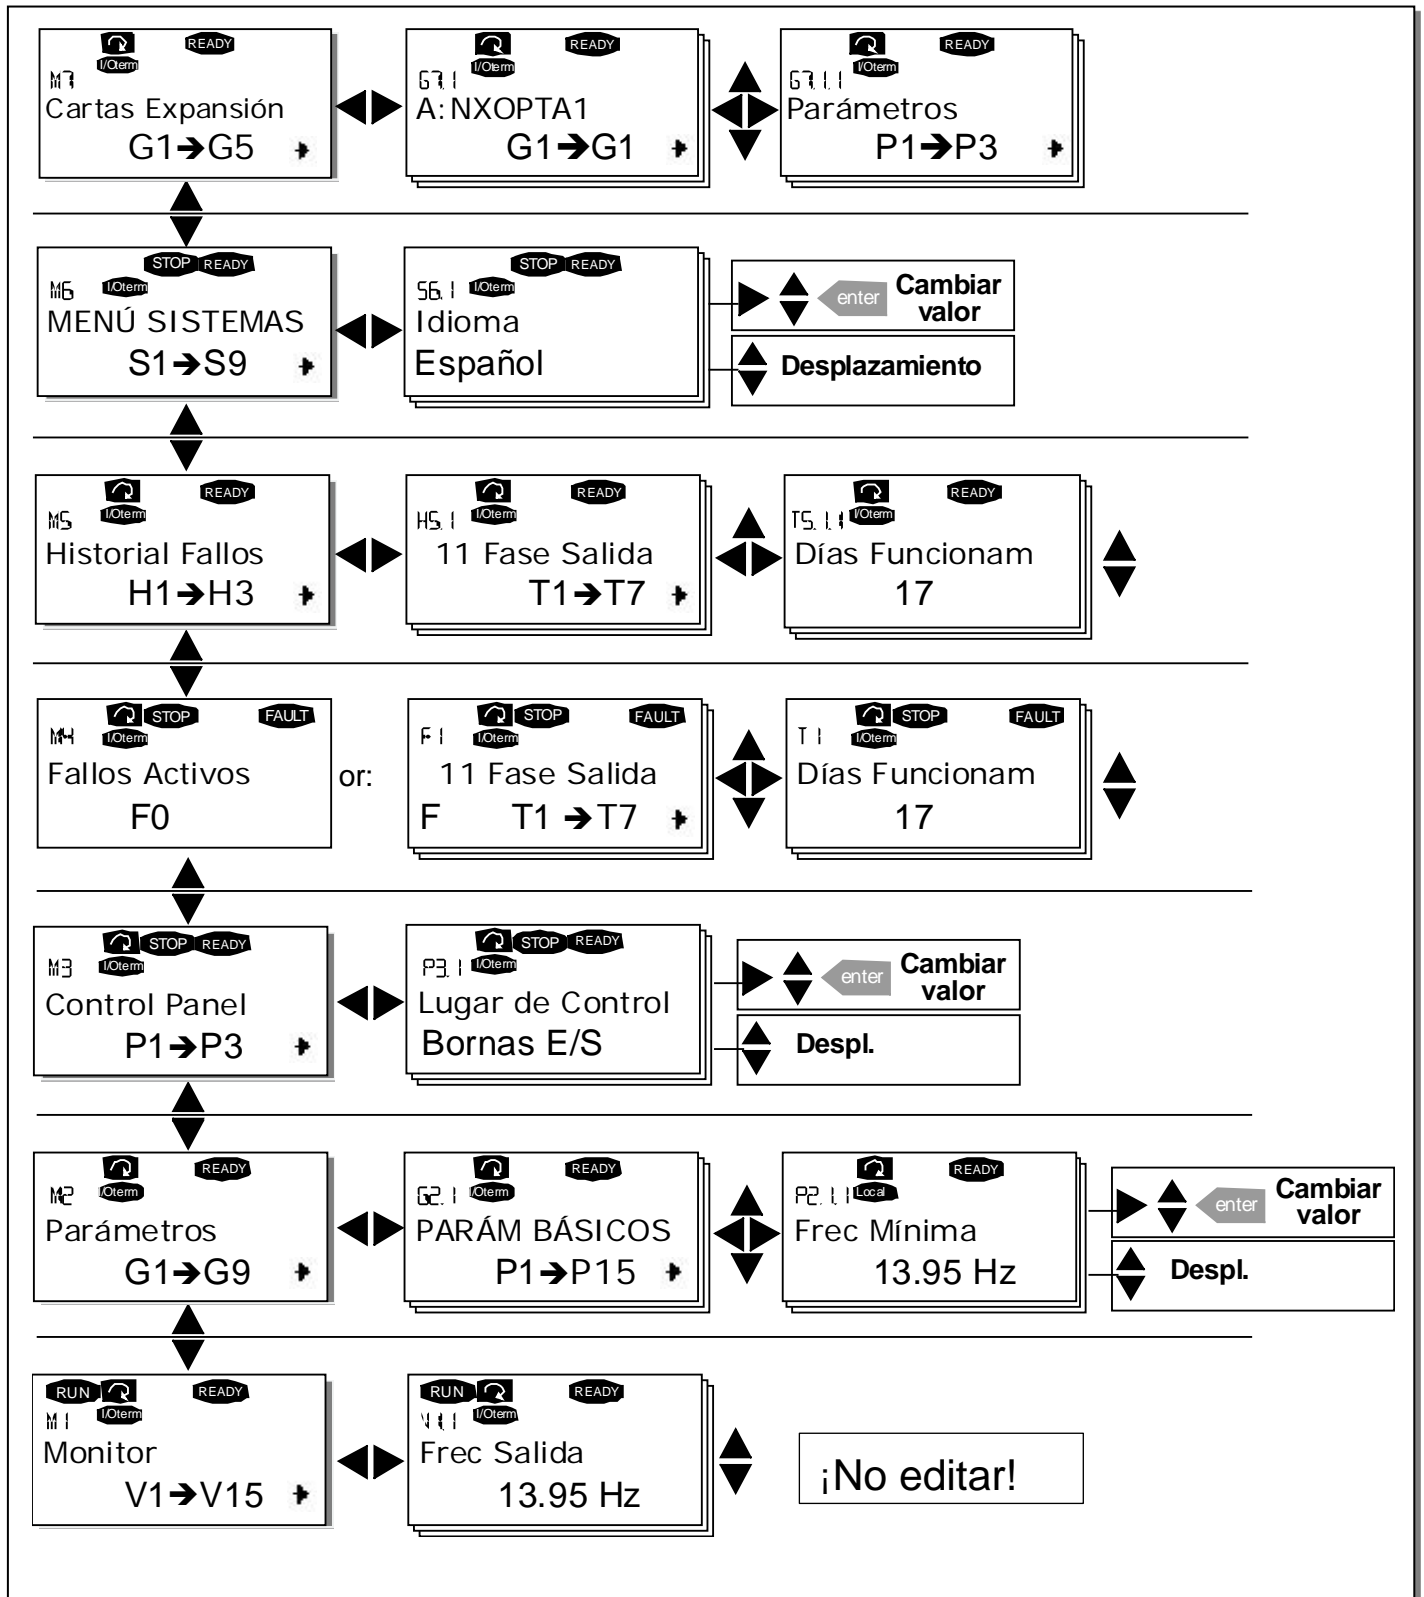 READY
I/Oterm
M7
Cartas Expansión
G1➔G5
READY
I/Oterm
G7.1
A:NXOPTA1
G1➔G1
READY
I/Oterm
G7.1.1
Parámetros
P1➔P3
STOP READY
I/Oterm
M6
MENÚ SISTEMAS
S1➔S9
STOP READY
I/Oterm
S6.1
Idioma
Español
enter
Cambiar
valor
Desplazamiento
READY
I/Oterm
M5
Historial Fallos
H1➔H3
READY
I/Oterm
H5.1
11 Fase Salida
T1➔T7
READY
I/Oterm
T5.1.1
Días Funcionam
17
STOP FAULT
I/Oterm
M4
Fallos Activos
F0
or:
STOP FAULT
I/Oterm
F1
11 Fase Salida
F T1➔T7
STOP FAULT
I/Oterm
T1
Días Funcionam
17
STOP READY
I/Oterm
M3
Control Panel
P1➔P3
STOP READY
I/Oterm
P3.1
Lugar de Control
Bornas E/S
enter
Cambiar
valor
Despl.
READY
I/Oterm
M2
Parámetros
G1➔G9
READY
I/Oterm
G2.1
PARÁM BÁSICOS
P1➔P15
READY
Local
P2.1.1
Frec Mínima
13.95 Hz
enter
Cambiar
valor
Despl.
RUN READY
I/Oterm
M1
Monitor
V1➔V15
RUN READY
I/Oterm
V1.1
Frec Salida
13.95 Hz
¡No editar!